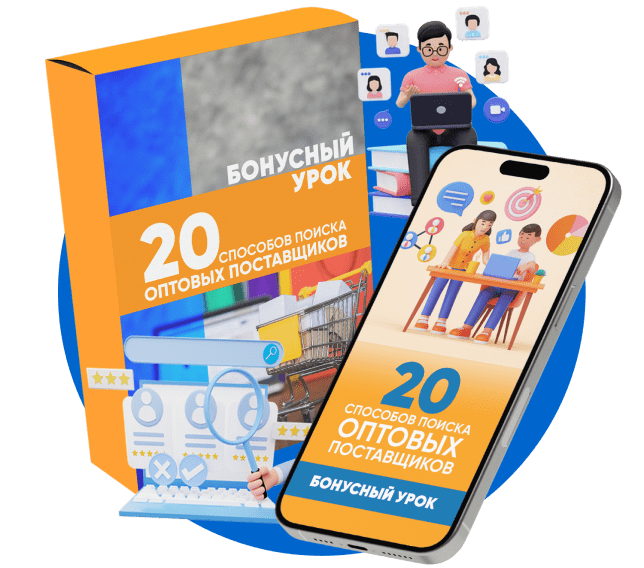 БОНУСНЫЙ
УРОК
20 СПОСОБОВ ПОИСКА
ОПТОВЫХ ПОСТАВЩИКОВ
20
СПОСОБОВ ПОИСКА
ОПТОВЫХ
ПОСТАВЩИКОВ
БОНУСНЫЙ УРОК